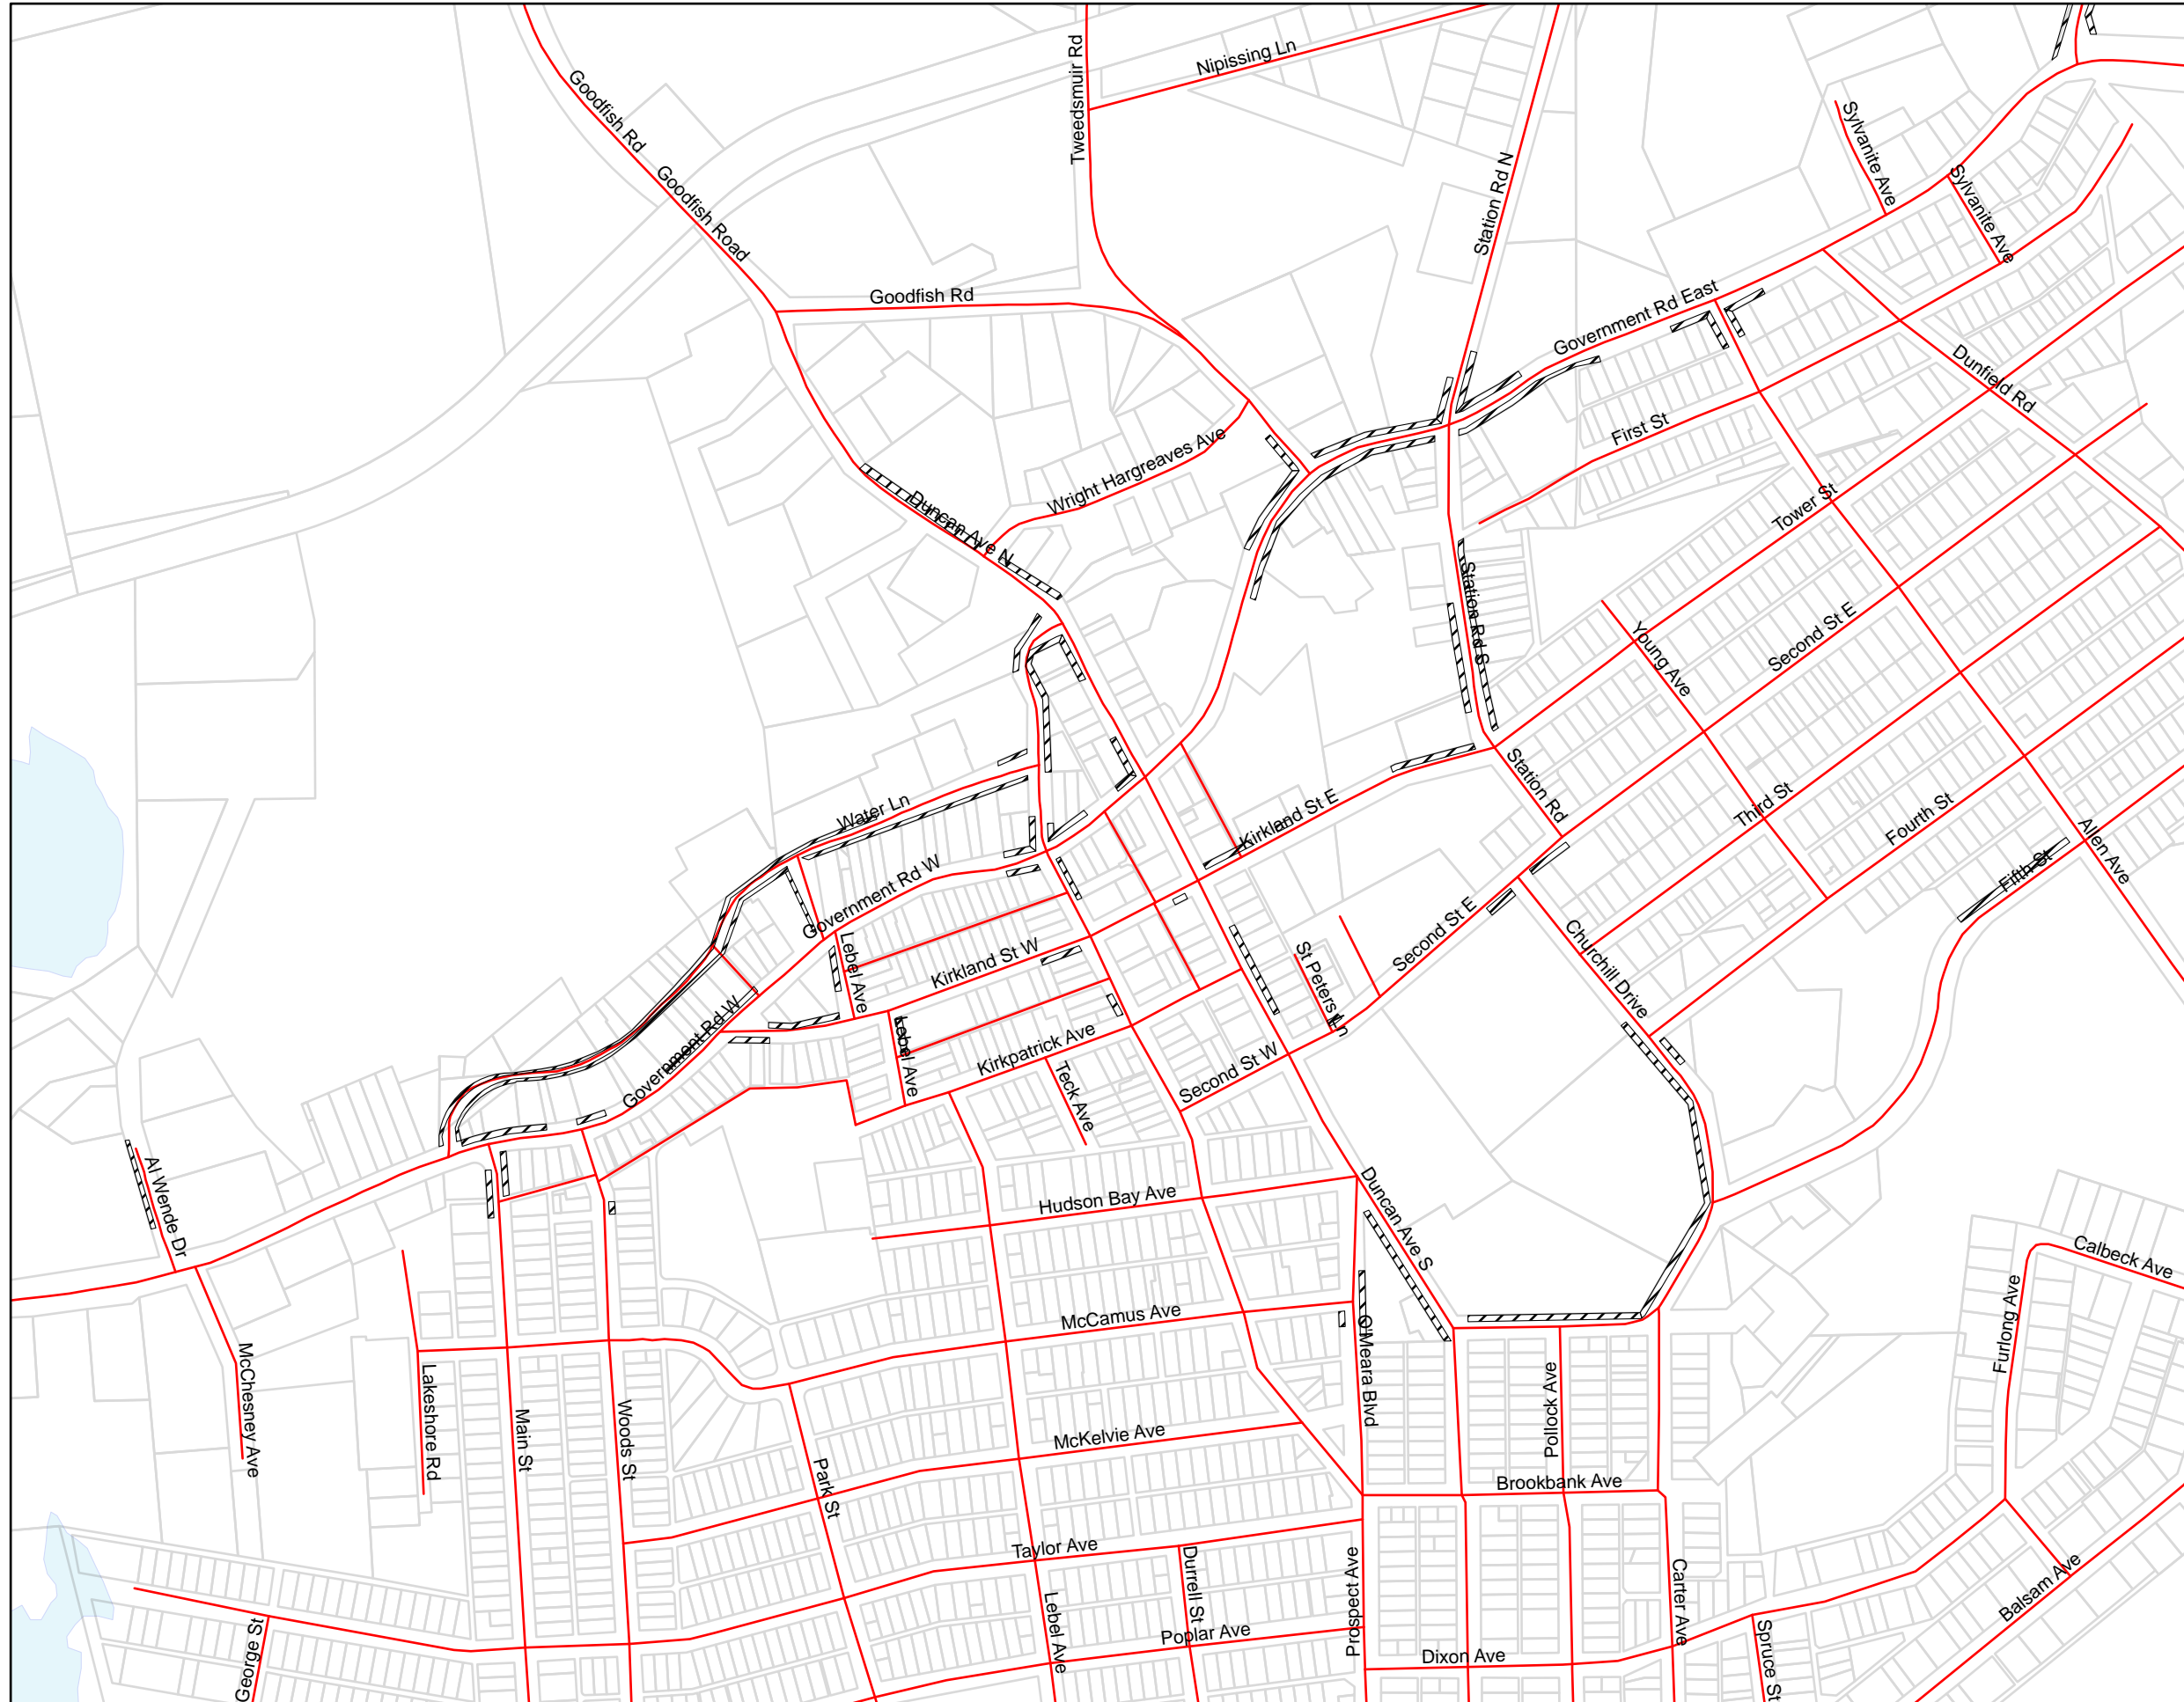 Goodfish Rd
Tweedsmuir Rd
Nipissing Ln
Station Rd N
Sylvanite Ave
Sylvanite Ave
Goodfish Road
Goodfish Rd
Government Rd East
Dunfield Rd
First St
Wright Hargreaves Ave
Duncan Ave N
Tower St
Station Rd S
Young Ave
Second St E
Station Rd
Kirkland St E
Water Ln
Third St
Fourth St
Allen Ave
Fifth St
Government Rd W
Lebel Ave
Kirkland St W
St Peters Ln
Second St E
Churchill Drive
Government Rd W
Lebel Ave
Kirkpatrick Ave
Teck Ave
Second St W
Al Wende Dr
Hudson Bay Ave
Duncan Ave S
Calbeck Ave
Furlong Ave
McCamus Ave
O'Meara Blvd
McChesney Ave
Lakeshore Rd
Main St
Woods St
Park St
McKelvie Ave
Pollock Ave
Brookbank Ave
Taylor Ave
Durrell St
Prospect Ave
Carter Ave
Balsam Ave
George St
Lebel Ave
Poplar Ave
Dixon Ave
Spruce St